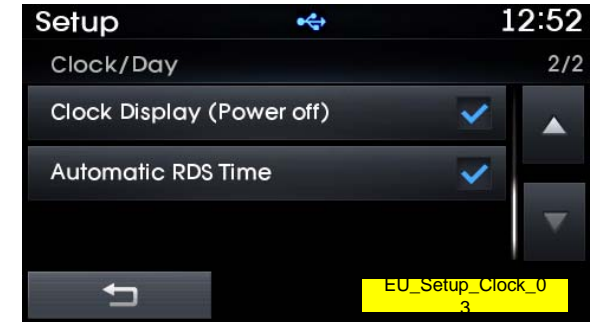 Setup 12:52
Clock/Day 2/2
Clock Display (Power off)
Automatic RDS Time
EU_Setup_Clock_0
3